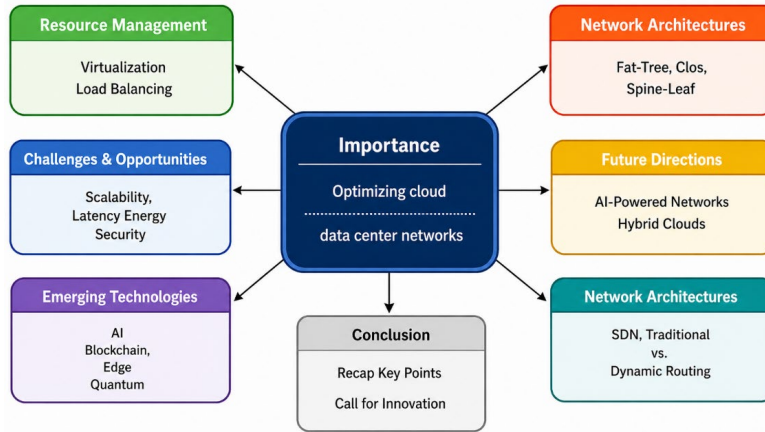 Resource Management
Virtualization
Load Balancing
Network Architectures
Fat-Tree, Clos,
Spine-Leaf
Importance
Optimizing cloud
data center networks
Challenges & Opportunities
Scalability,
Latency Energy
Security
Future Directions
AI-Powered Networks
Hybrid Clouds
Emerging Technologies
AI
Blockchain,
Edge
Quantum
Conclusion
Recap Key Points
Call for Innovation
Network Architectures
SDN, Traditional
vs.
Dynamic Routing